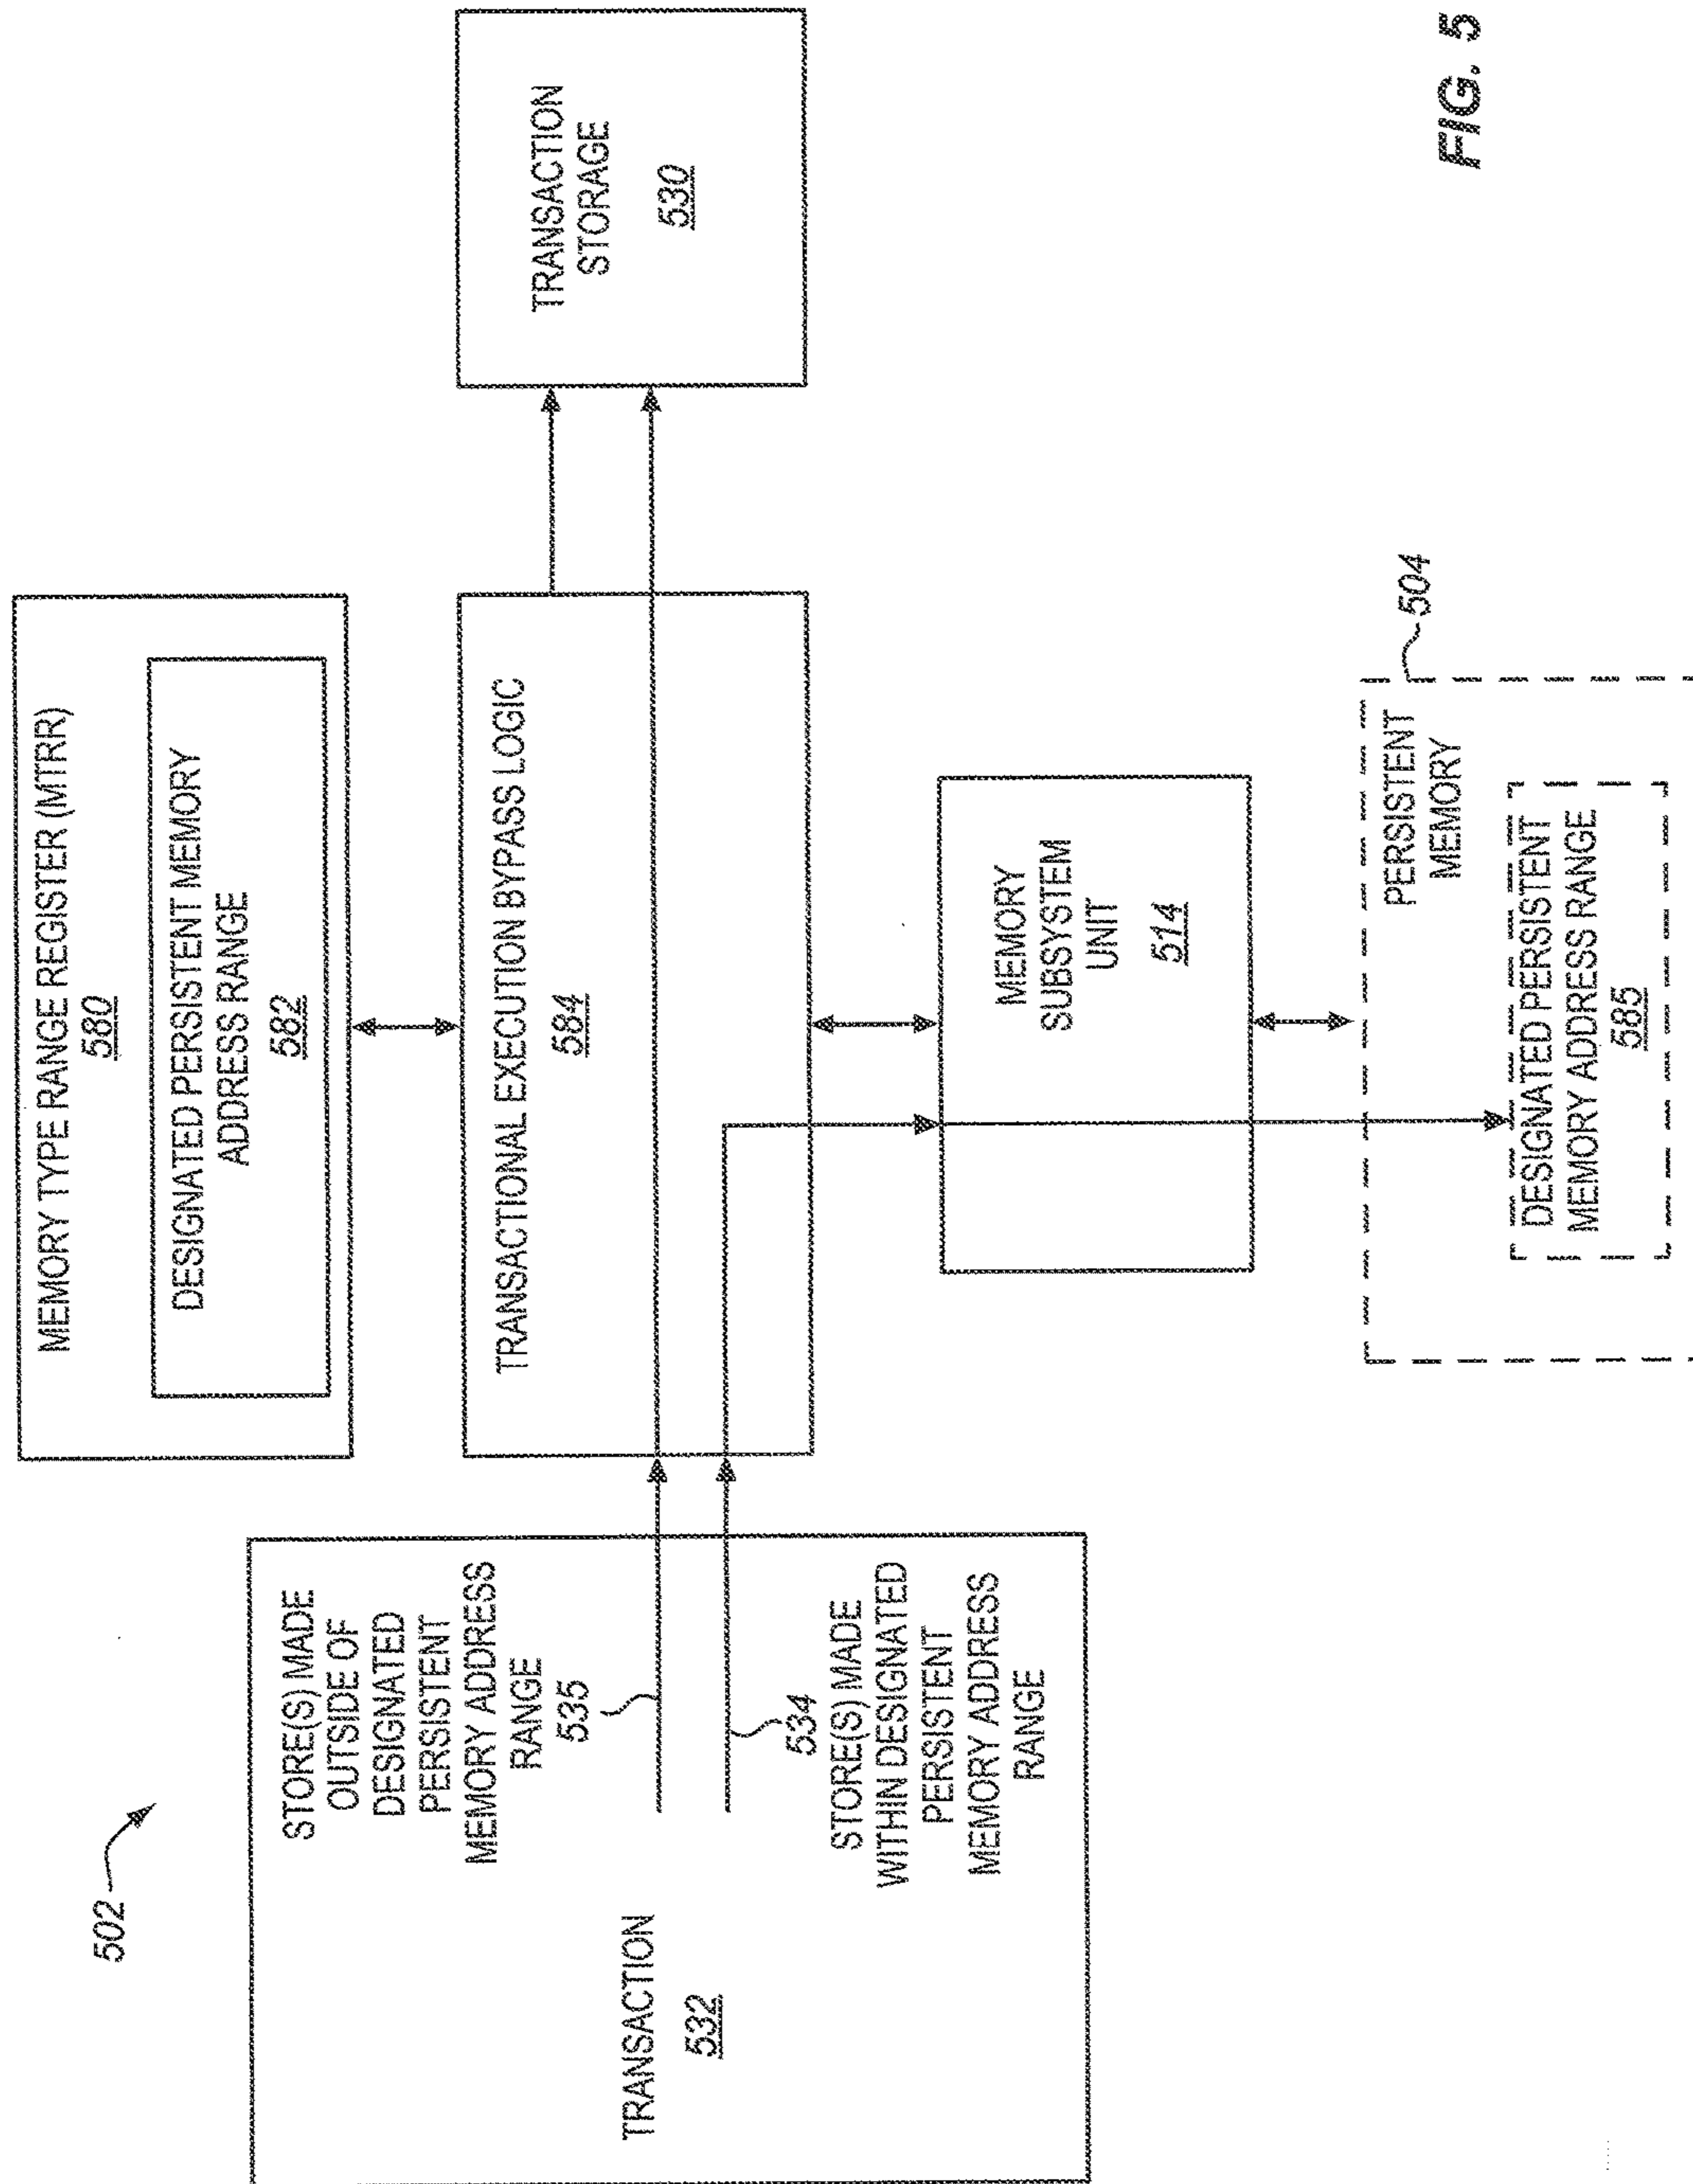 502
MEMORY TYPE RANGE REGISTER (MTRR)
580
DESIGNATED PERSISTENT MEMORY
ADDRESS RANGE
582
STORE(S) MADE
OUTSIDE OF
DESIGNATED
PERSISTENT
MEMORY ADDRESS
RANGE
535
TRANSACTION
532
534
STORE(S) MADE
WITHIN DESIGNATED
PERSISTENT
MEMORY ADDRESS
RANGE
TRANSACTIONAL EXECUTION BYPASS LOGIC
584
TRANSACTION
STORAGE
530
MEMORY
SUBSYSTEM
UNIT
514
504
PERSISTENT
MEMORY
DESIGNATED PERSISTENT
MEMORY ADDRESS RANGE
585
FIG. 5